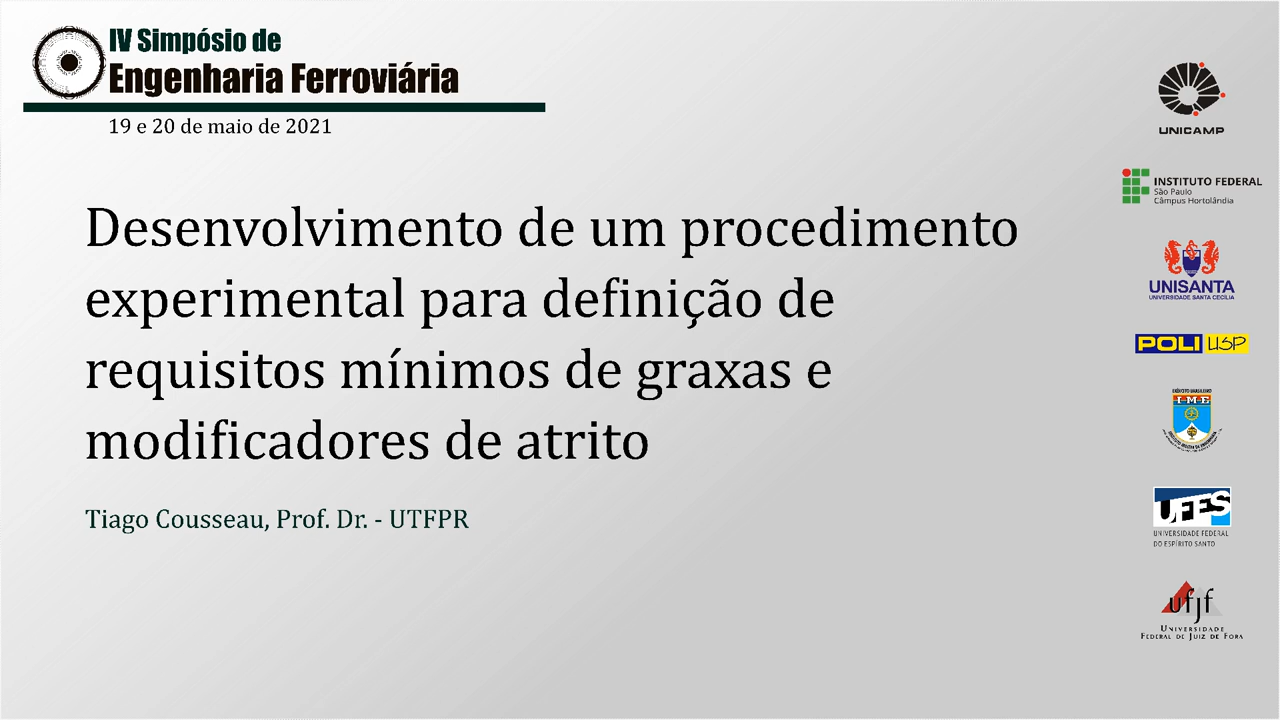 IV Simpósio de
Engenharia Ferroviária
19 e 20 de maio de 2021
Desenvolvimento de um procedimento
experimental para definição de
requisitos mínimos de graxas e
modificadores de atrito
Tiago Cousseau, Prof. Dr. - UTFPR
UNICAMP
INSTITUTO FEDERAL
São Paulo
Câmpus Hortolândia
UNISANTA
UNIVERSIDADE SANTA CECÍLIA
POLI USP
EXÉRCITO BRASILEIRO
IME
UFES
UNIVERSIDADE FEDERAL
DO ESPÍRITO SANTO
ufjf
UNIVERSIDADE
FEDERAL DE JUIZ DE FORA